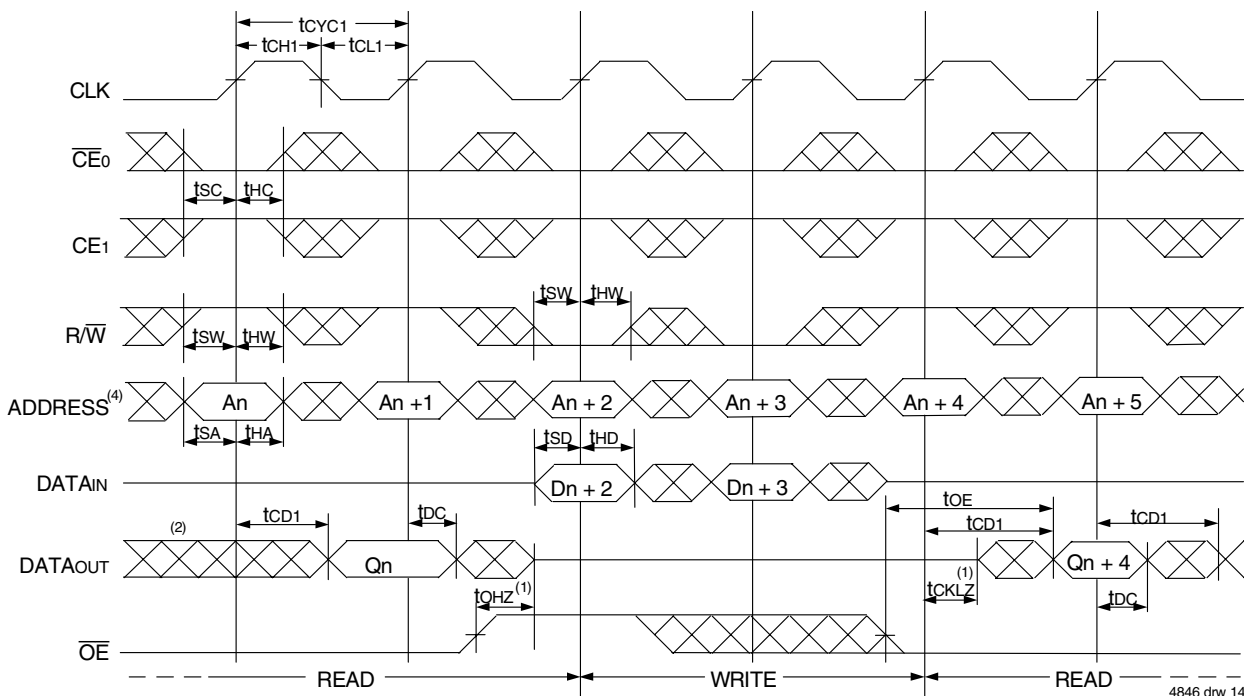 tCYC1
tCH1 tCL1
CLK
CE0
tSC tHC
CE1
tSW tHW
R/W
tSW tHW
ADDRESS(4) An An +1 An + 2 An + 3 An + 4 An + 5
tSA tHA
tSD tHD
DATAIN Dn + 2 Dn + 3
tOE
(2) tCD1 tDC tCD1 tCD1
DATAOUT Qn Qn + 4
tOHZ(1) tCKLZ(1) tDC
OE
READ WRITE READ
4846 drw 14